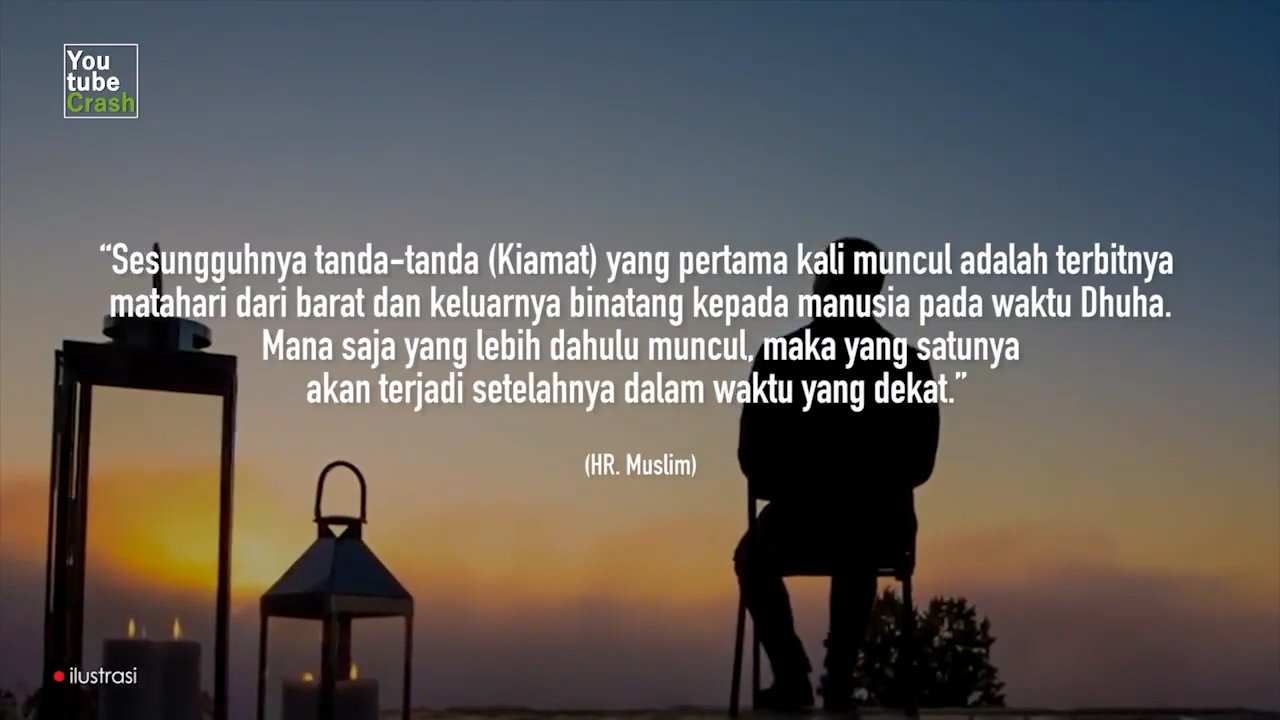 You
tube
Crash
“Sesungguhnya tanda-tanda (Kiamat) yang pertama kali muncul adalah terbitnya
matahari dari barat dan keluarnya binatang kepada manusia pada waktu Dhuha.
Mana saja yang lebih dahulu muncul, maka yang satunya
akan terjadi setelahnya dalam waktu yang dekat.”
(HR. Muslim)
ilustrasi